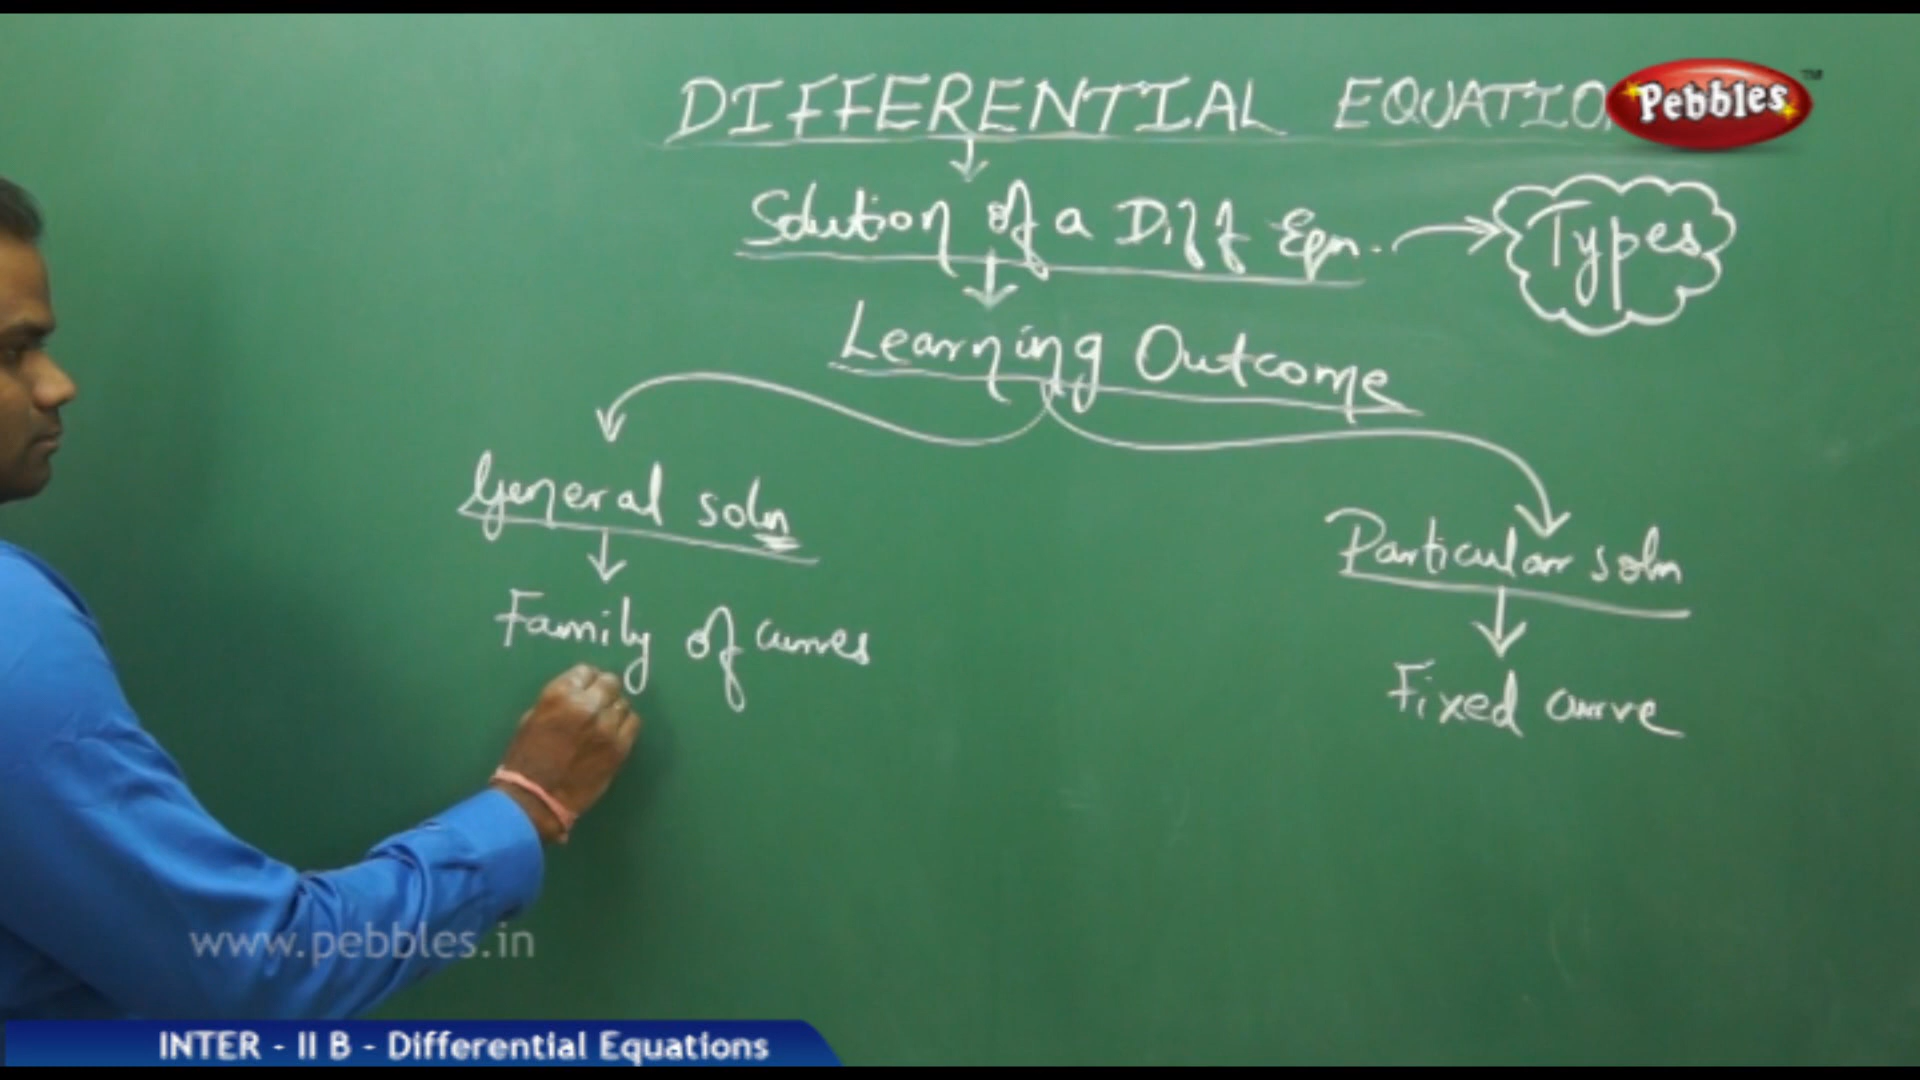 DIFFERENTIAL EQUATIO
Pebbles™
Solution of a Diff Eqn.
Types
Learning Outcome
General soln
Particular soln
Family of curves
Fixed curve
www.pebbles.in
INTER - II B - Differential Equations